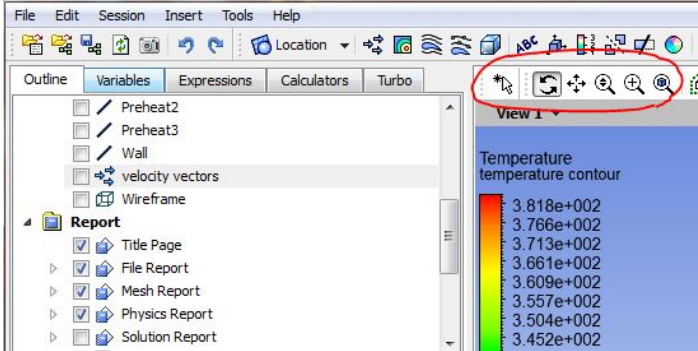 File Edit Session Insert Tools Help
Location
ABC
Outline Variables Expressions Calculators Turbo
Preheat2
Preheat3
Wall
velocity vectors
Wireframe
Report
Title Page
File Report
Mesh Report
Physics Report
Solution Report
View 1
Temperature
temperature contour
3.818e+002
3.766e+002
3.713e+002
3.661e+002
3.609e+002
3.557e+002
3.504e+002
3.452e+002